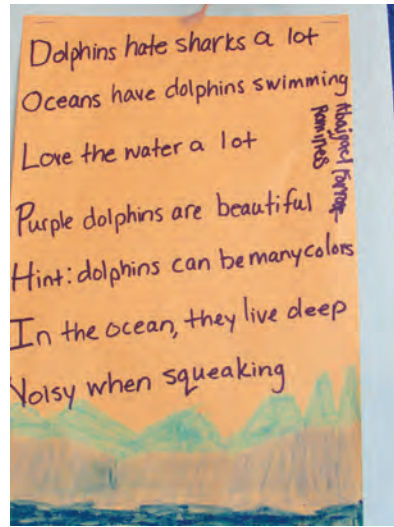 Dolphins hate sharks a lot
Oceans have dolphins swimming
Love the water a lot
Purple dolphins are beautiful
Hint: dolphins can be many colors
In the ocean, they live deep
Noisy when squeaking